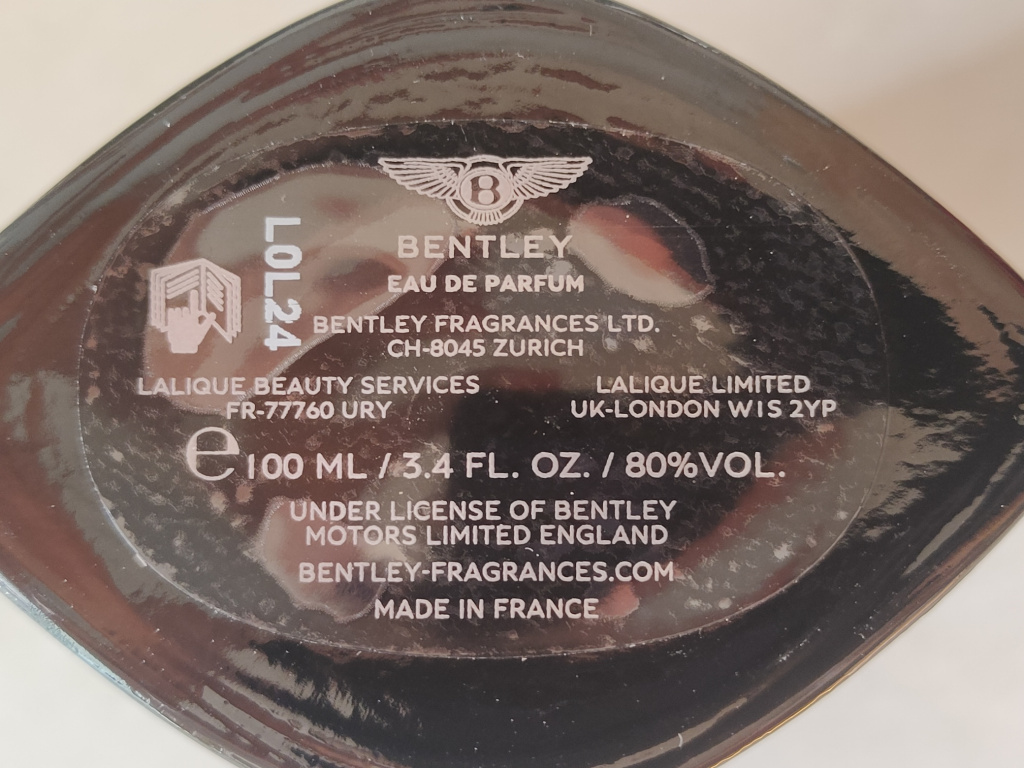 B
BENTLEY
EAU DE PARFUM
LOL24
BENTLEY FRAGRANCES LTD.
CH-8045 ZURICH
LALIQUE BEAUTY SERVICES
FR-77760 URY
LALIQUE LIMITED
UK-LONDON W1S 2YP
e 100 ML / 3.4 FL. OZ. / 80%VOL.
UNDER LICENSE OF BENTLEY
MOTORS LIMITED ENGLAND
BENTLEY-FRAGRANCES.COM
MADE IN FRANCE